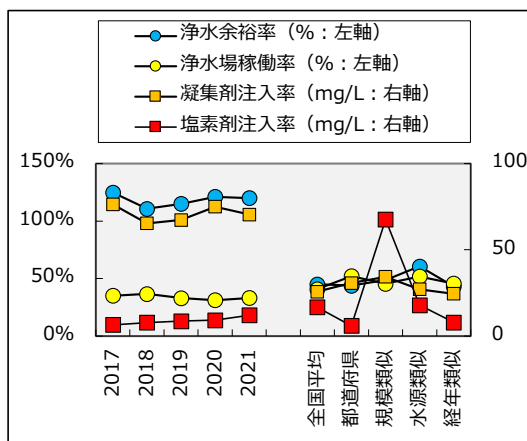 浄水余裕率（%：左軸）
浄水場稼働率（%：左軸）
凝集剤注入率（mg/L：右軸）
塩素剤注入率（mg/L：右軸）
150%
100%
50%
0%
100
50
0
2017
2018
2019
2020
2021
全国平均
都道府県
規模類似
水源類似
経年類似